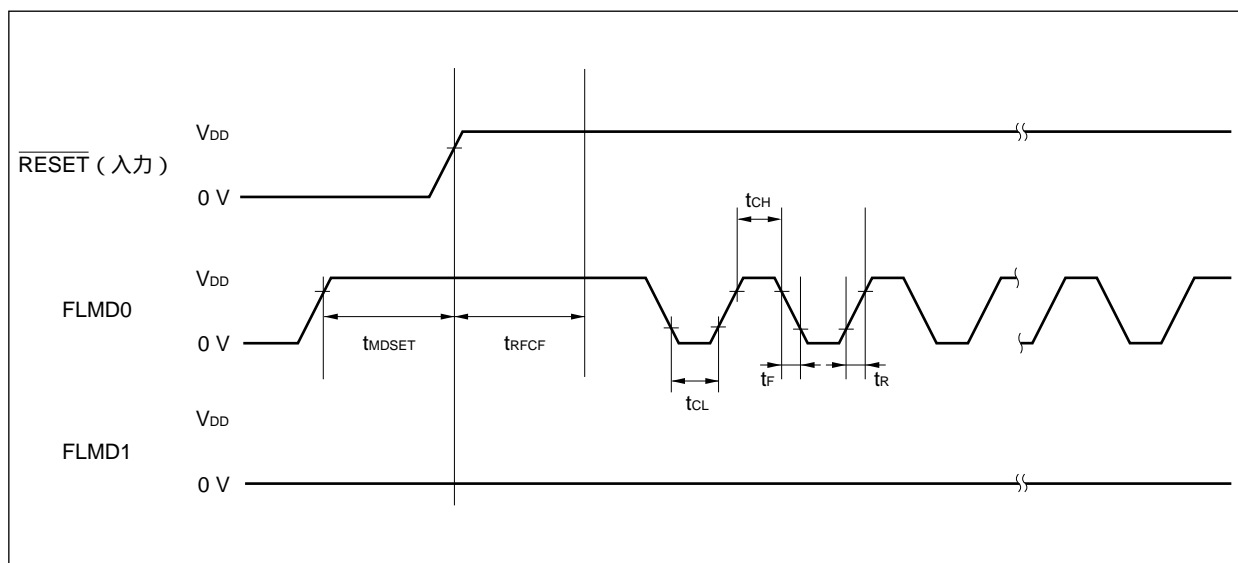 VDD
RESET（入力）
0 V
tCH
VDD
FLMD0
0 V
tMDSET
tRFCF
tF
tR
tCL
VDD
FLMD1
0 V